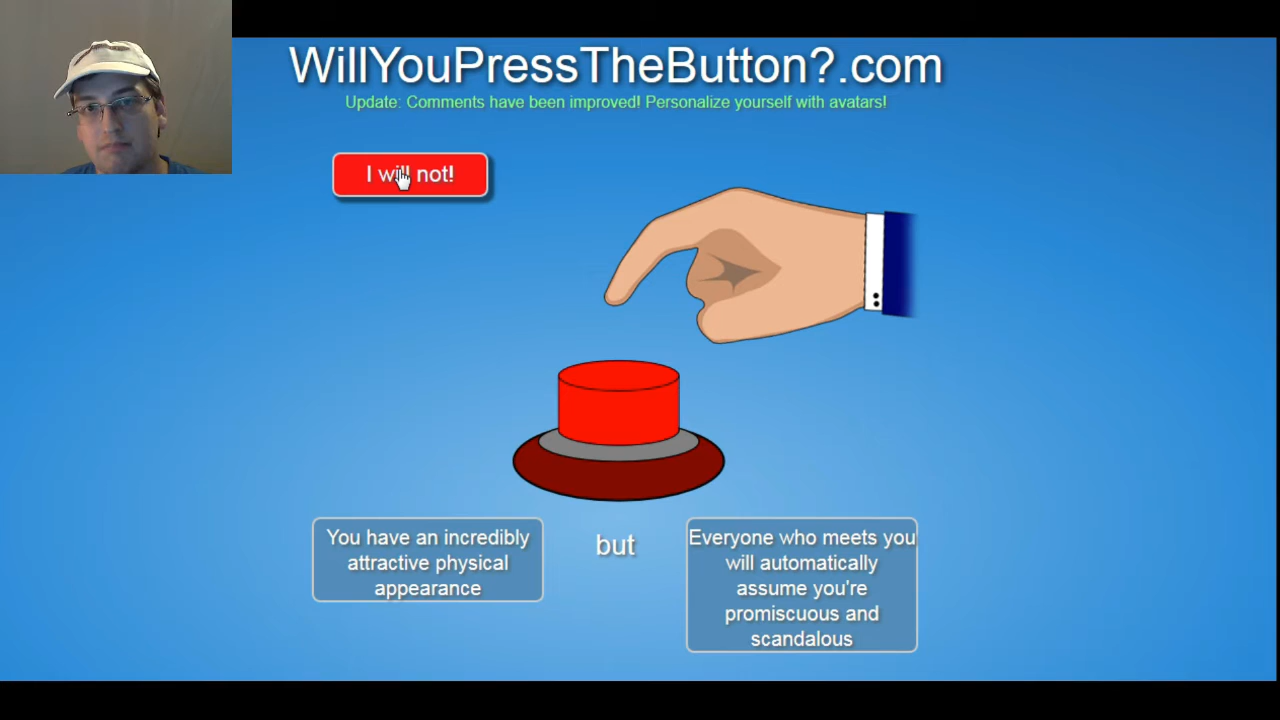 WillYouPressTheButton?.com
Update: Comments have been improved! Personalize yourself with avatars!
I will not!
You have an incredibly
attractive physical
appearance
but
Everyone who meets you
will automatically
assume you're
promiscuous and
scandalous